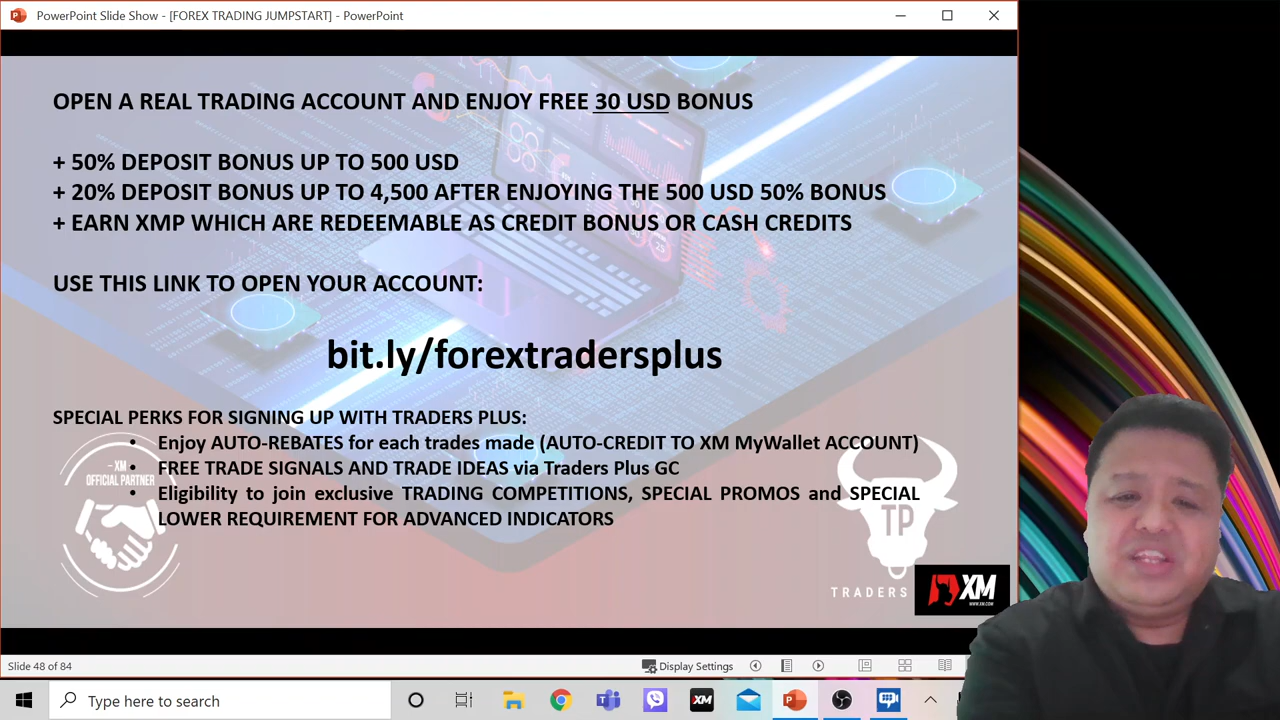 PowerPoint Slide Show - [FOREX TRADING JUMPSTART] - PowerPoint
OPEN A REAL TRADING ACCOUNT AND ENJOY FREE 30 USD BONUS
+ 50% DEPOSIT BONUS UP TO 500 USD
+ 20% DEPOSIT BONUS UP TO 4,500 AFTER ENJOYING THE 500 USD 50% BONUS
+ EARN XMP WHICH ARE REDEEMABLE AS CREDIT BONUS OR CASH CREDITS
USE THIS LINK TO OPEN YOUR ACCOUNT:
bit.ly/forextradersplus
SPECIAL PERKS FOR SIGNING UP WITH TRADERS PLUS:
• Enjoy AUTO-REBATES for each trades made (AUTO-CREDIT TO XM MyWallet ACCOUNT)
• FREE TRADE SIGNALS AND TRADE IDEAS via Traders Plus GC
• Eligibility to join exclusive TRADING COMPETITIONS, SPECIAL PROMOS and SPECIAL
LOWER REQUIREMENT FOR ADVANCED INDICATORS
- XM
OFFICIAL PARTNER
TP
TRADERS
XM
WWW.XM.COM
Slide 48 of 84
Display Settings
Type here to search
XM